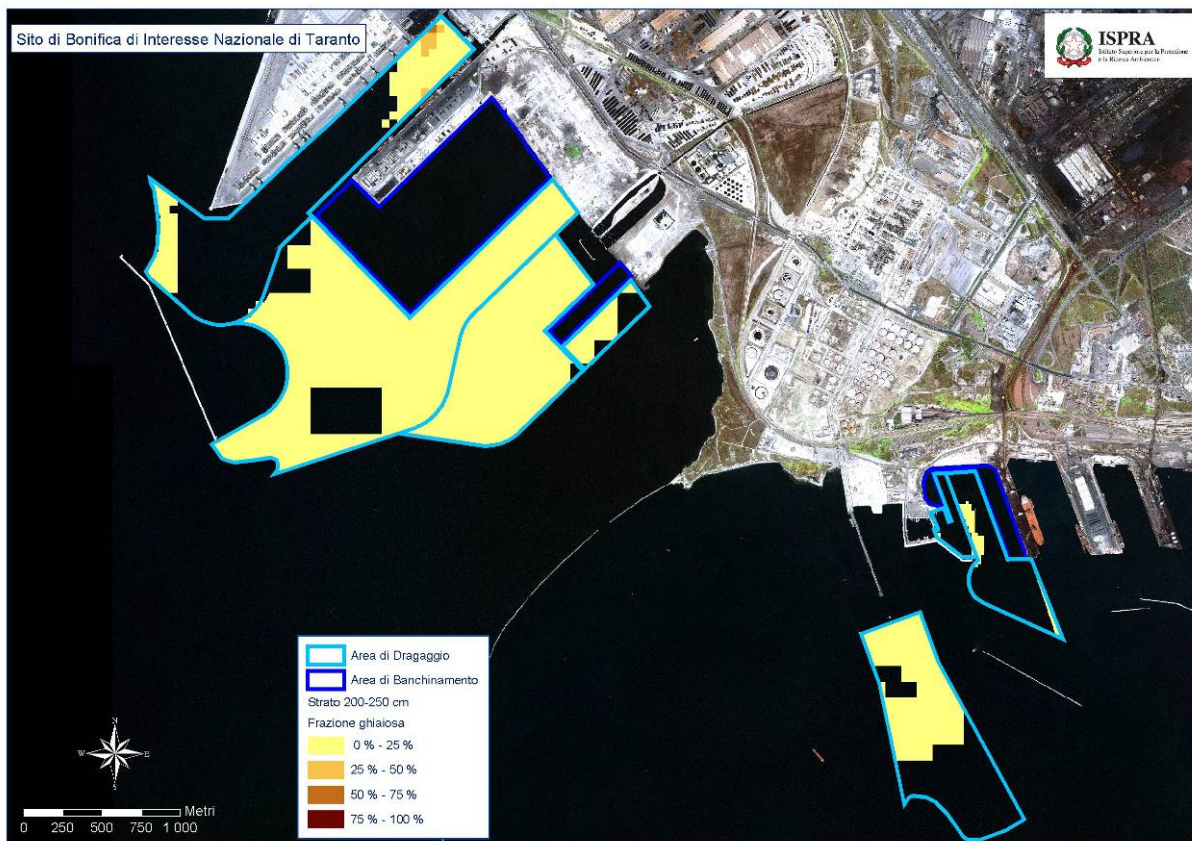 Sito di Bonifica di Interesse Nazionale di Taranto
ISPRA
Istituto Superiore per la Protezione
e la Ricerca Ambientale
Area di Dragaggio
Area di Banchinamento
Strato 200-250 cm
Frazione ghiaiosa
0 % - 25 %
25 % - 50 %
50 % - 75 %
75 % - 100 %
N
W E
S
Metri
0 250 500 750 1 000